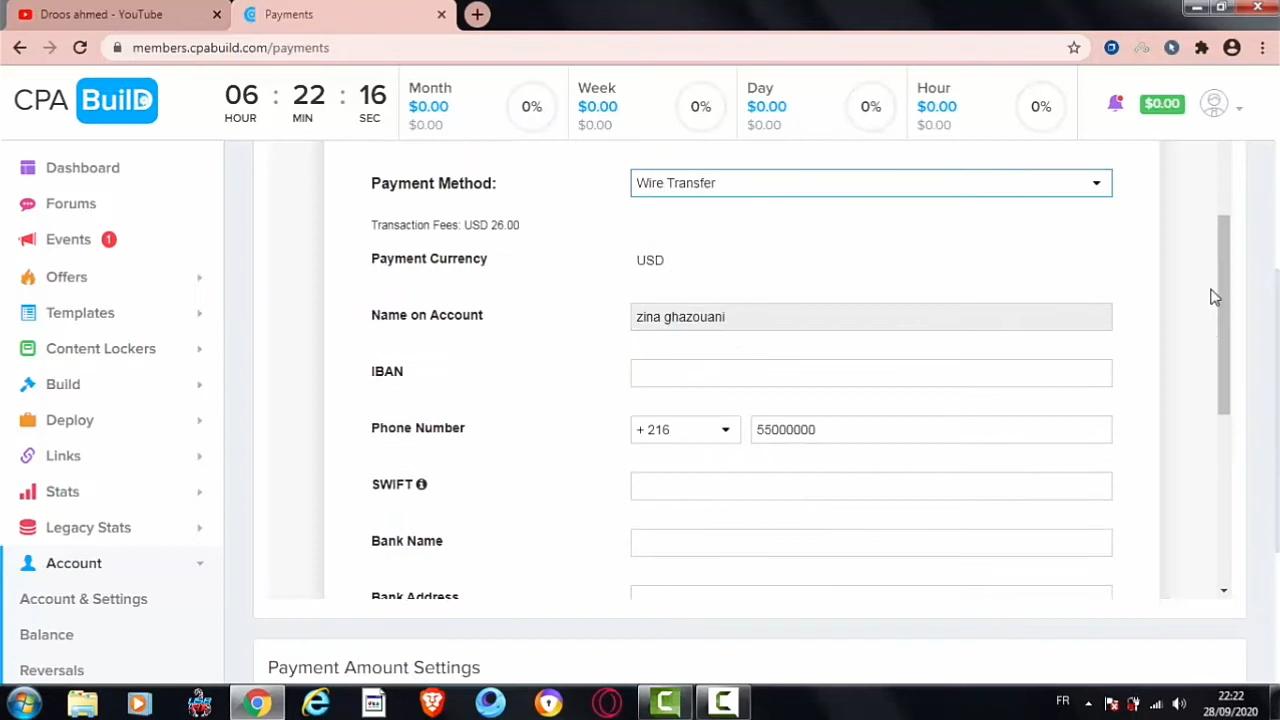 Droos ahmed - YouTube
Payments
members.cpabuild.com/payments
CPA BuilD
06 : 22 : 16
HOUR MIN SEC
Month
$0.00
$0.00
0%
Week
$0.00
$0.00
0%
Day
$0.00
$0.00
0%
Hour
$0.00
$0.00
0%
$0.00
Dashboard
Forums
Events 1
Offers
Templates
Content Lockers
Build
Deploy
Links
Stats
Legacy Stats
Account
Account & Settings
Balance
Reversals
Payment Method: Wire Transfer
Transaction Fees: USD 26.00
Payment Currency USD
Name on Account zina ghazouani
IBAN
Phone Number + 216 55000000
SWIFT
Bank Name
Bank Address
Payment Amount Settings
FR
22:22
28/09/2020